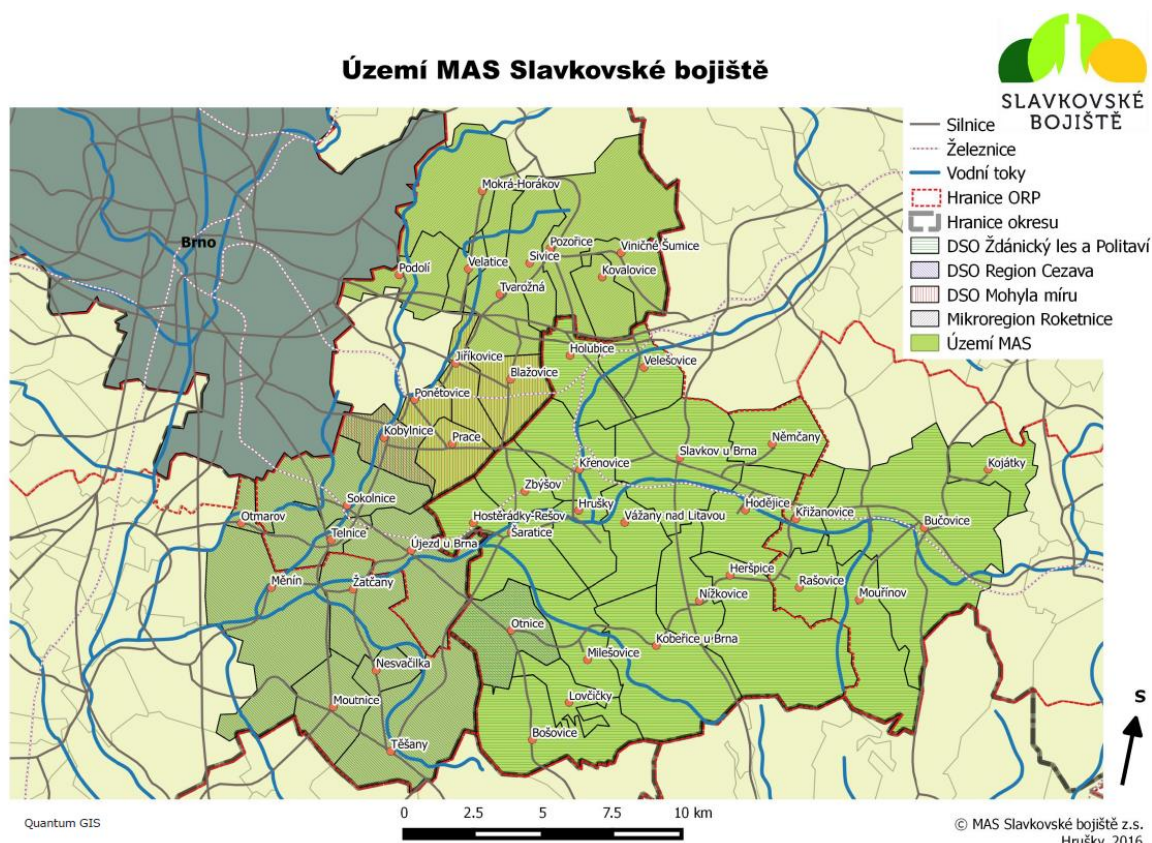 Území MAS Slavkovské bojiště
SLAVKOVSKÉ
BOJIŠTĚ
Silnice
Železnice
Vodní toky
Hranice ORP
Hranice okresu
DSO Ždánický les a Politaví
DSO Region Cezava
DSO Mohyla míru
Mikroregion Roketnice
Území MAS
Mokrá-Horákov
Brno
Pozořice
Viničné Šumice
Sivice
Podolí
Velatice
Kovalovice
Tvarožná
Holubice
Jiříkovice
Velešovice
Blažovice
Ponětovice
Kobylnice
Prace
Němčany
Slavkov u Brna
Křenovice
Kojátky
Zbýšov
Sokolnice
Hrušky
Hodějice
Otmarov
Hostěrádky-Rešov
Vážany nad Litavou
Křižanovice
Bučovice
Telnice
Šaratice
Újezd u Brna
Heršpice
Měnín
Žatčany
Rašovice
Nížkovice
Mouřínov
Otnice
Kobeřice u Brna
Milešovice
Nesvačilka
Lovčičky
Moutnice
Bošovice
Těšany
S
0 2.5 5 7.5 10 km
Quantum GIS
© MAS Slavkovské bojiště z.s.
Hrušky, 2016